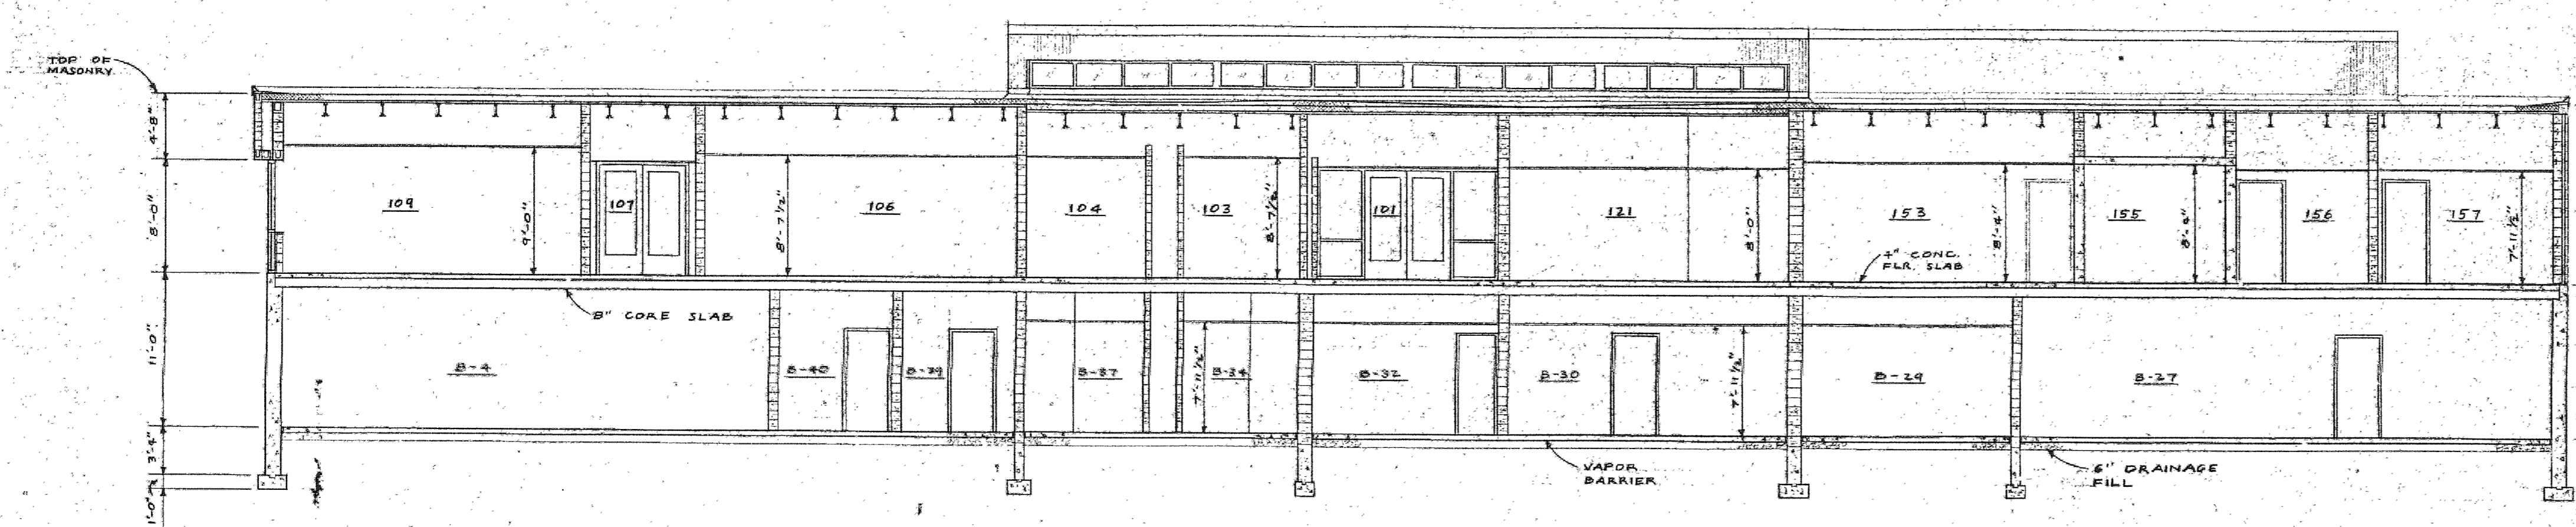 TOP OF
MASONRY
4'-8"
8'-0"
11'-0"
3'-4"
1'-0"
109
9'-0"
107
8'-7 1/2"
106
104
103
8'-7 1/2"
101
121
8'-0"
153
8'-4"
155
8'-4"
156
157
7'-11 1/2"
4" CONC.
FLR. SLAB
8" CORE SLAB
B-4
B-40
B-39
B-37
7'-11 1/2"
B-34
B-32
B-30
7'-11 1/2"
B-29
B-27
VAPOR
BARRIER
6" DRAINAGE
FILL